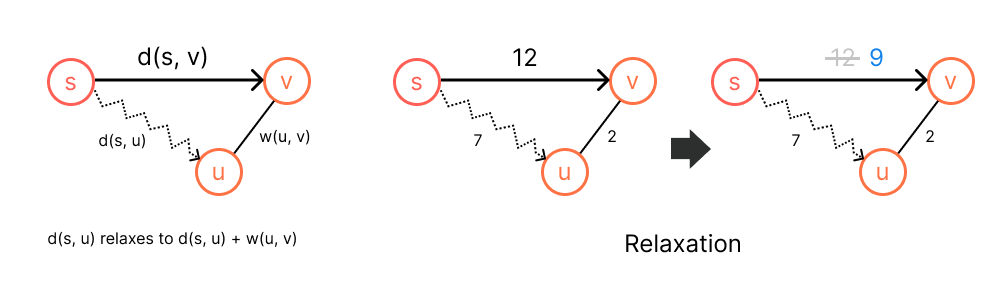 d(s, v)
s
v
d(s, u)
w(u, v)
u
d(s, u) relaxes to d(s, u) + w(u, v)
12
s
v
7
2
u
12 9
s
v
7
2
u
Relaxation